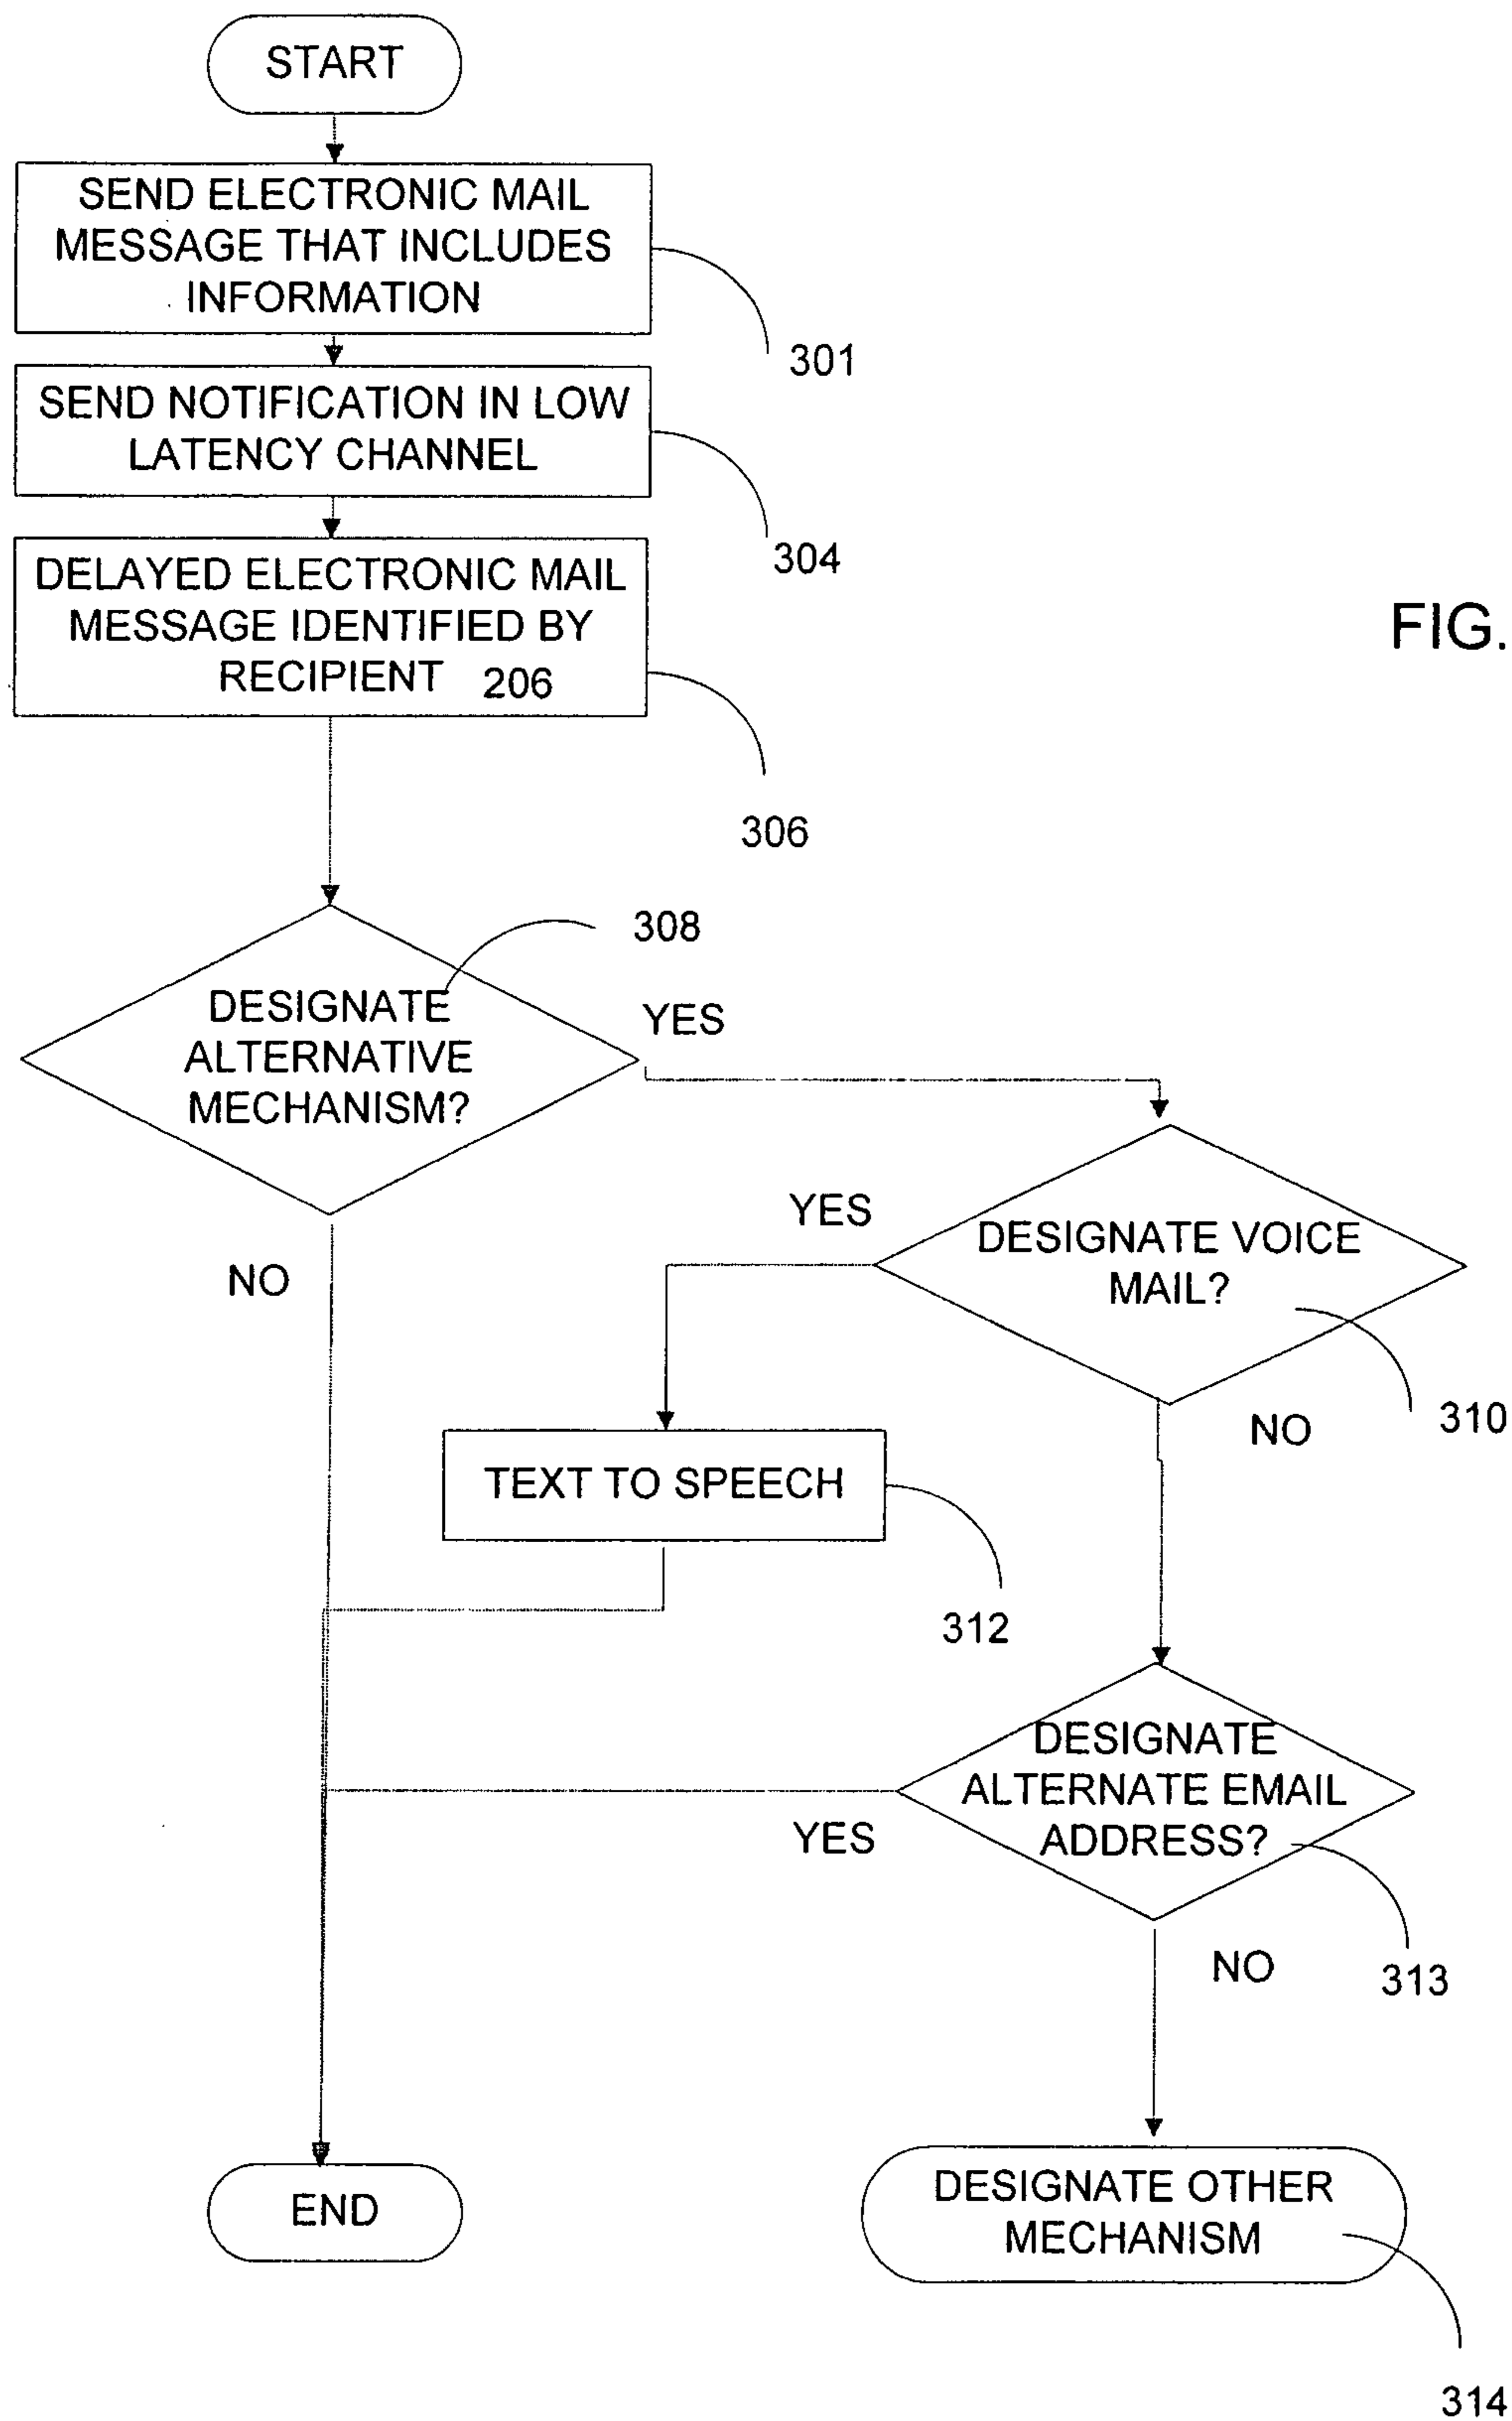 START
SEND ELECTRONIC MAIL
MESSAGE THAT INCLUDES
INFORMATION
301
SEND NOTIFICATION IN LOW
LATENCY CHANNEL
304
DELAYED ELECTRONIC MAIL
MESSAGE IDENTIFIED BY
RECIPIENT 206
FIG.
306
308
DESIGNATE
ALTERNATIVE
MECHANISM?
YES
NO
YES
DESIGNATE VOICE
MAIL?
310
NO
TEXT TO SPEECH
312
DESIGNATE
ALTERNATE EMAIL
ADDRESS?
YES
313
NO
END
DESIGNATE OTHER
MECHANISM
314